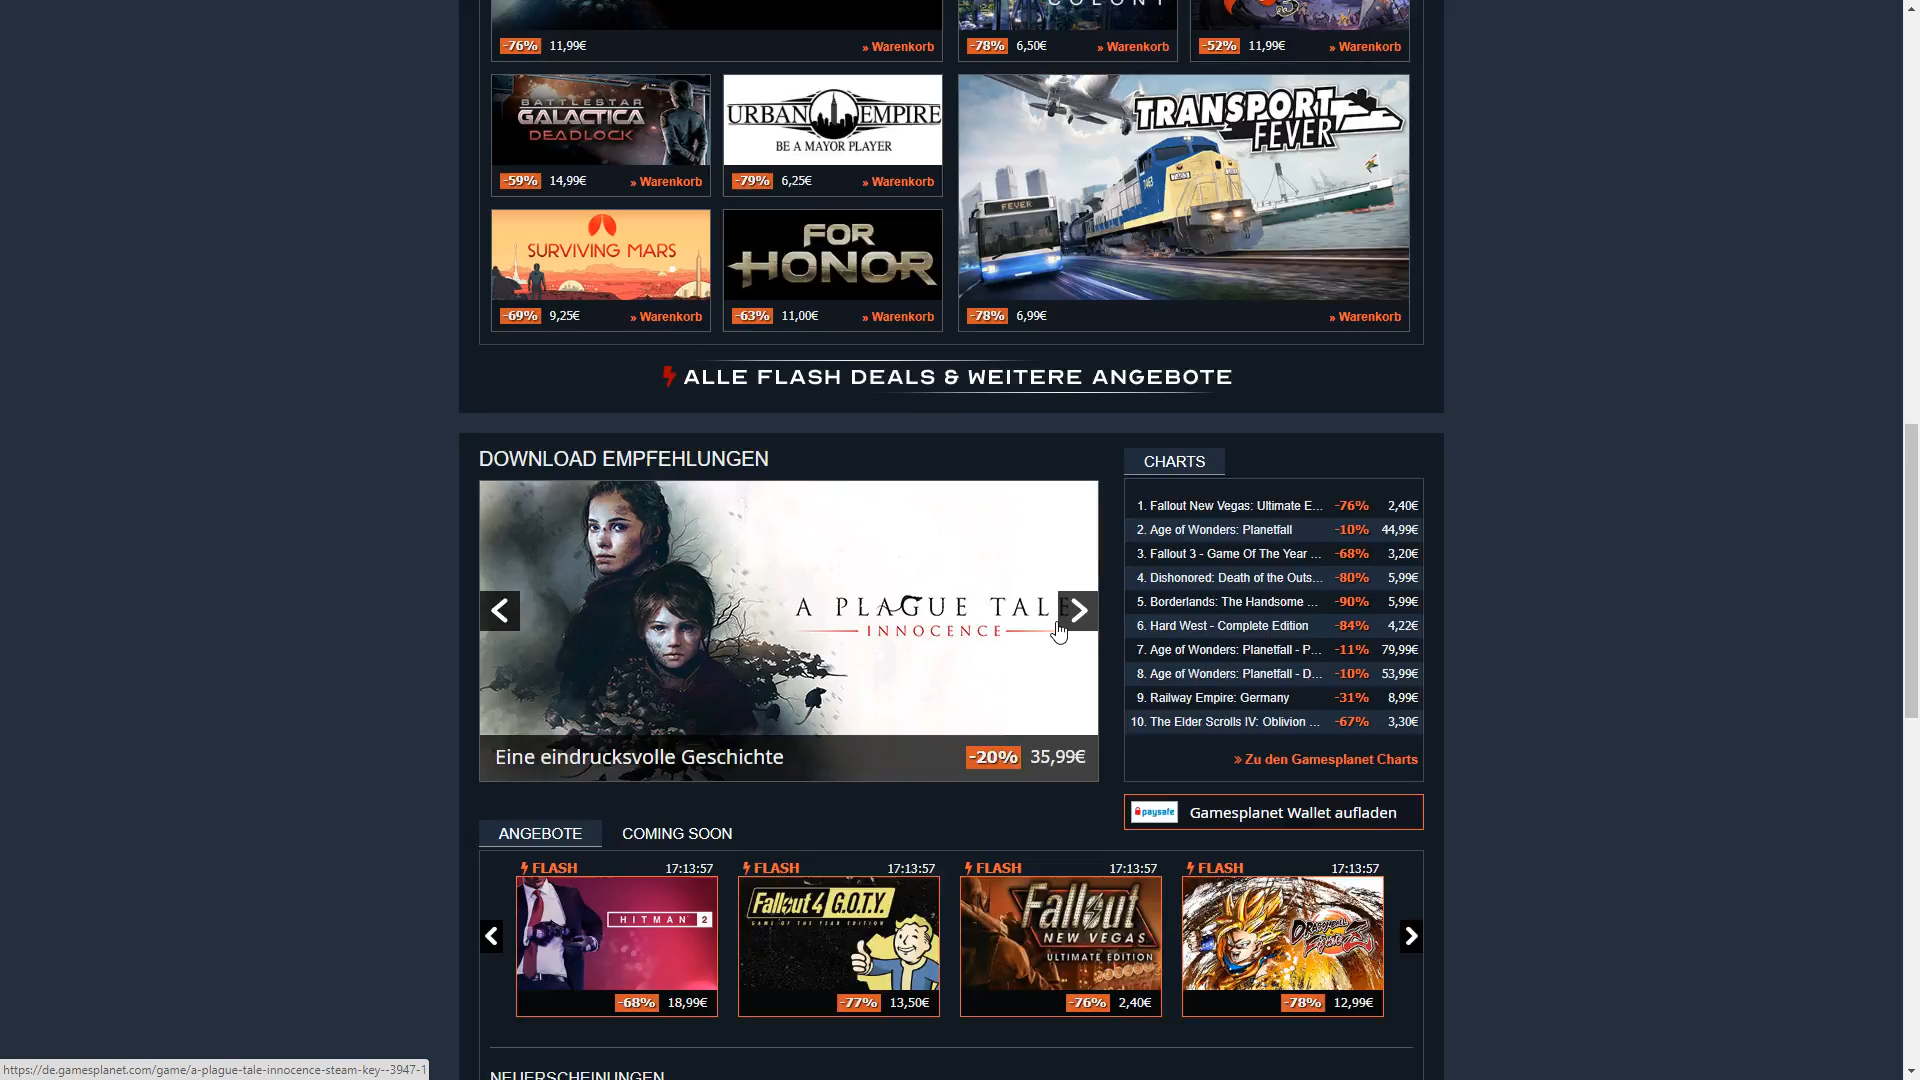 COLONY
-76% 11,99€ » Warenkorb
-78% 6,50€ » Warenkorb
-52% 11,99€ » Warenkorb
BATTLESTAR
GALACTICA
DEADLOCK
-59% 14,99€ » Warenkorb
URBAN EMPIRE
BE A MAYOR PLAYER
-79% 6,25€ » Warenkorb
TRANSPORT
FEVER
7463
FEVER
-78% 6,99€ » Warenkorb
SURVIVING MARS
-69% 9,25€ » Warenkorb
FOR
HONOR
-63% 11,00€ » Warenkorb
ALLE FLASH DEALS & WEITERE ANGEBOTE
DOWNLOAD EMPFEHLUNGEN
A PLAGUE TALE
INNOCENCE
Eine eindrucksvolle Geschichte -20% 35,99€
CHARTS
1. Fallout New Vegas: Ultimate E... -76% 2,40€
2. Age of Wonders: Planetfall -10% 44,99€
3. Fallout 3 - Game Of The Year ... -68% 3,20€
4. Dishonored: Death of the Outs... -80% 5,99€
5. Borderlands: The Handsome ... -90% 5,99€
6. Hard West - Complete Edition -84% 4,22€
7. Age of Wonders: Planetfall - P... -11% 79,99€
8. Age of Wonders: Planetfall - D... -10% 53,99€
9. Railway Empire: Germany -31% 8,99€
10. The Elder Scrolls IV: Oblivion ... -67% 3,30€
» Zu den Gamesplanet Charts
paysafe Gamesplanet Wallet aufladen
ANGEBOTE COMING SOON
FLASH 17:13:57
HITMAN 2
-68% 18,99€
FLASH 17:13:57
Fallout 4 G.O.T.Y.
GAME OF THE YEAR EDITION
-77% 13,50€
FLASH 17:13:57
Fallout
NEW VEGAS
ULTIMATE EDITION
-76% 2,40€
FLASH 17:13:57
DRAGONBALL
FighterZ
-78% 12,99€
NEUERSCHEINUNGEN
https://de.gamesplanet.com/game/a-plague-tale-innocence-steam-key--3947-1